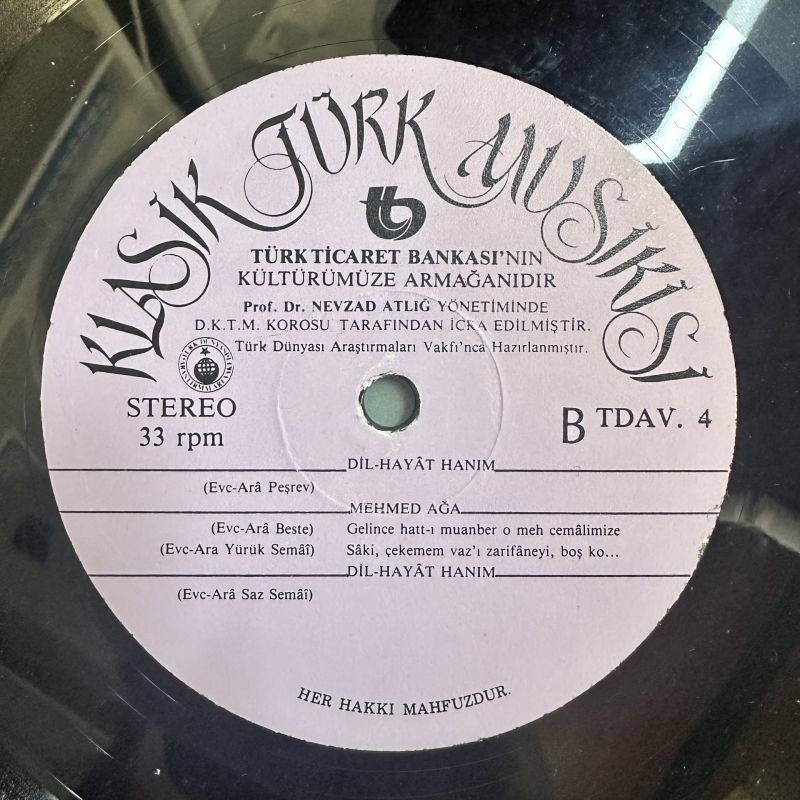 KLASİK TÜRK MUSİKİSİ
TÜRK TİCARET BANKASI'NIN
KÜLTÜRÜMÜZE ARMAĞANIDIR
Prof. Dr. NEVZAD ATLIĞ YÖNETİMİNDE
D.K.T.M. KOROSU TARAFINDAN İCKA EDİLMİŞTİR.
Türk Dünyası Araştırmaları Vakfı'nca Hazırlanmıştır.
STEREO
33 rpm
B TDAV. 4
DİL-HAYÂT HANIM
(Evc-Arâ Peşrev)
MEHMED AĞA
(Evc-Arâ Beste) Gelince hatt-ı muanber o meh cemâlimize
(Evc-Ara Yürük Semâî) Sâki, çekemem vaz'ı zarifâneyi, boş ko...
DİL-HAYÂT HANIM
(Evc-Arâ Saz Semâî)
HER HAKKI MAHFUZDUR.